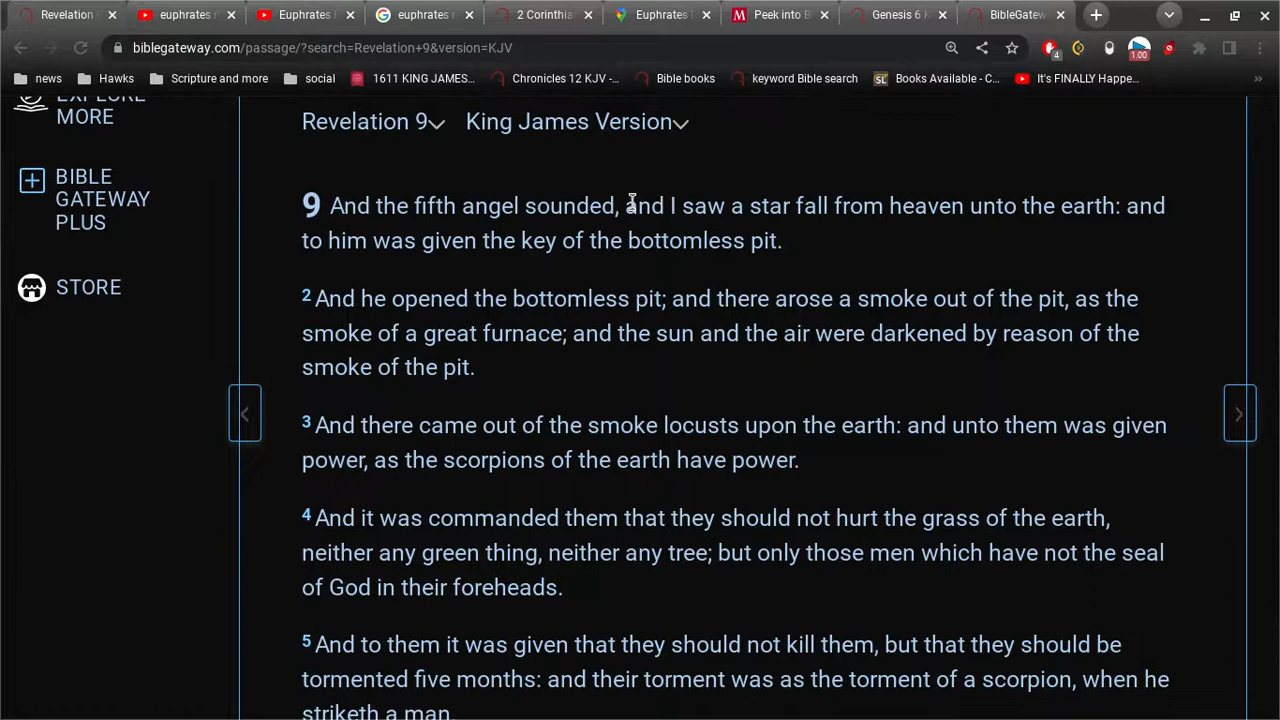 Revelation
euphrates r
Euphrates
euphrates r
2 Corinthia
Euphrates
Peek into B
Genesis 6 K
BibleGatew
biblegateway.com/passage/?search=Revelation+9&version=KJV
4
1.00
news
Hawks
Scripture and more
social
1611 KING JAMES...
Chronicles 12 KJV -...
Bible books
keyword Bible search
SL Books Available - C...
It's FINALLY Happe...
»
EXPLORE
MORE
BIBLE
GATEWAY
PLUS
STORE
Revelation 9 King James Version
9 And the fifth angel sounded, and I saw a star fall from heaven unto the earth: and
to him was given the key of the bottomless pit.
2 And he opened the bottomless pit; and there arose a smoke out of the pit, as the
smoke of a great furnace; and the sun and the air were darkened by reason of the
smoke of the pit.
3 And there came out of the smoke locusts upon the earth: and unto them was given
power, as the scorpions of the earth have power.
4 And it was commanded them that they should not hurt the grass of the earth,
neither any green thing, neither any tree; but only those men which have not the seal
of God in their foreheads.
5 And to them it was given that they should not kill them, but that they should be
tormented five months: and their torment was as the torment of a scorpion, when he
striketh a man.